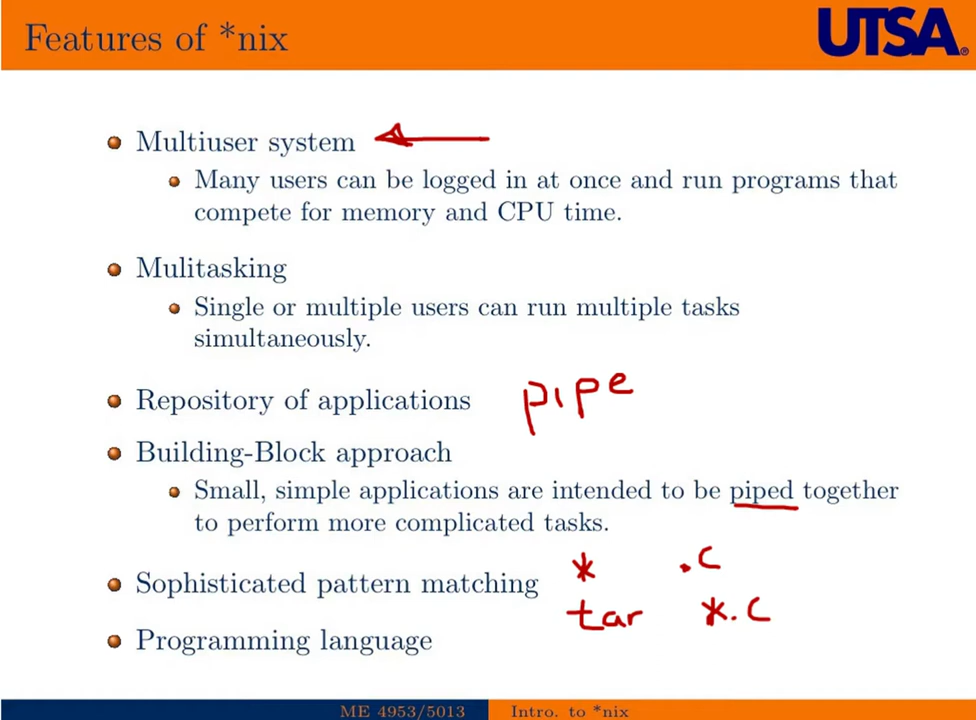 Features of *nix
UTSA®
Multiuser system
Many users can be logged in at once and run programs that
compete for memory and CPU time.
Mulitasking
Single or multiple users can run multiple tasks
simultaneously.
Repository of applications pipe
Building-Block approach
Small, simple applications are intended to be piped together
to perform more complicated tasks.
* .C
Sophisticated pattern matching
tar *.C
Programming language
ME 4953/5013 Intro. to *nix